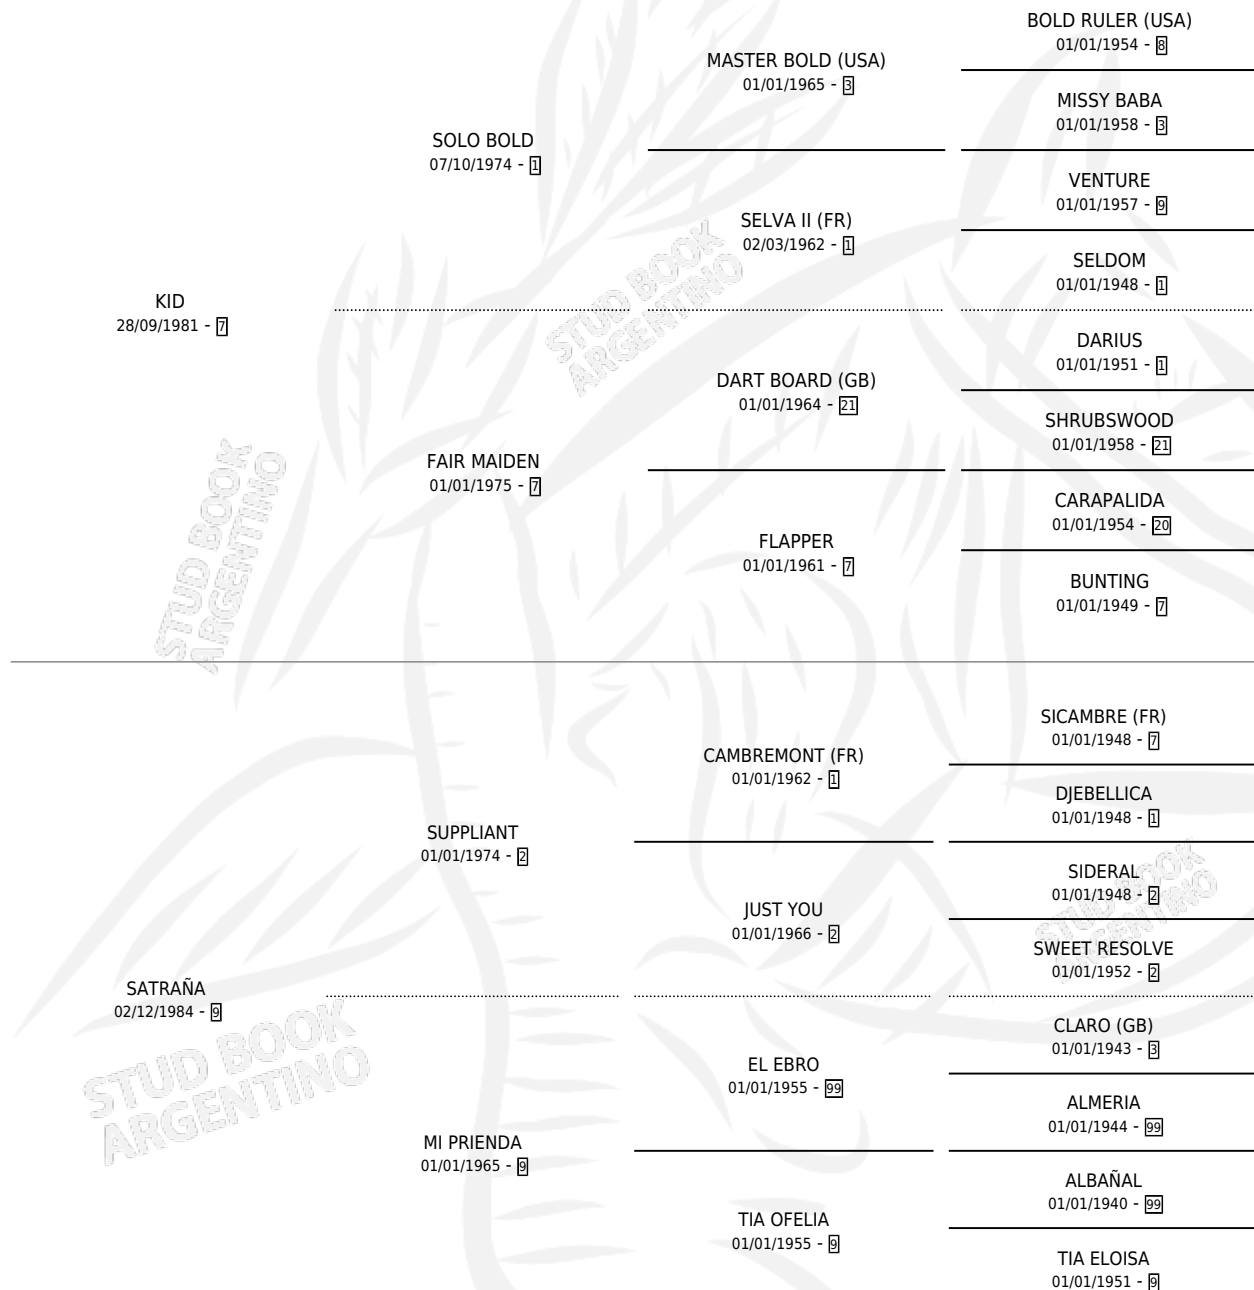 KID
28/09/1981 - 7
SOLO BOLD
07/10/1974 - 1
FAIR MAIDEN
01/01/1975 - 7
MASTER BOLD (USA)
01/01/1965 - 3
SELVA II (FR)
02/03/1962 - 1
DART BOARD (GB)
01/01/1964 - 21
FLAPPER
01/01/1961 - 7
BOLD RULER (USA)
01/01/1954 - 8
MISSY BABA
01/01/1958 - 3
VENTURE
01/01/1957 - 9
SELDOM
01/01/1948 - 1
DARIUS
01/01/1951 - 1
SHRUBSWOOD
01/01/1958 - 21
CARAPALIDA
01/01/1954 - 20
BUNTING
01/01/1949 - 7
SATRAÑA
02/12/1984 - 9
SUPPLIANT
01/01/1974 - 2
MI PRIENDA
01/01/1965 - 9
CAMBREMONT (FR)
01/01/1962 - 1
JUST YOU
01/01/1966 - 2
EL EBRO
01/01/1955 - 99
TIA OFELIA
01/01/1955 - 9
SICAMBRE (FR)
01/01/1948 - 7
DJEBELLICA
01/01/1948 - 1
SIDERAL
01/01/1948 - 2
SWEET RESOLVE
01/01/1952 - 2
CLARO (GB)
01/01/1943 - 3
ALMERIA
01/01/1944 - 99
ALBAÑAL
01/01/1940 - 99
TIA ELOISA
01/01/1951 - 9
STUD BOOK
ARGENTINO
STUD BOOK
ARGENTINO
STUD BOOK
ARGENTINO
STUD BOOK
ARGENTINO